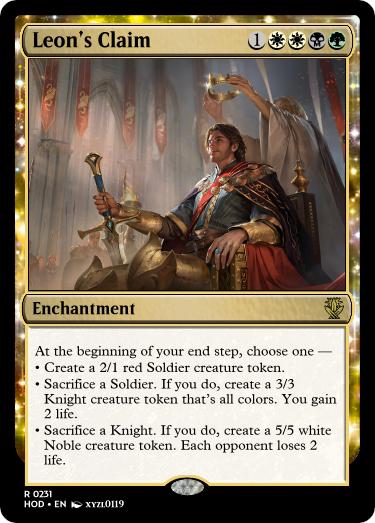 Leon's Claim 1
Enchantment
At the beginning of your end step, choose one —
• Create a 2/1 red Soldier creature token.
• Sacrifice a Soldier. If you do, create a 3/3
Knight creature token that's all colors. You gain
2 life.
• Sacrifice a Knight. If you do, create a 5/5 white
Noble creature token. Each opponent loses 2
life.
R 0231
HOD • EN XYZL0119